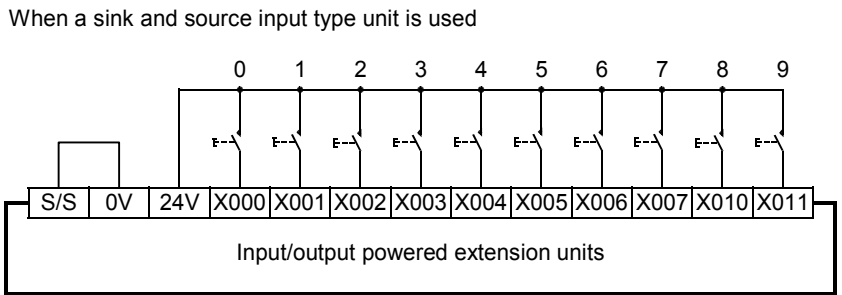 When a sink and source input type unit is used
0 1 2 3 4 5 6 7 8 9
S/S 0V 24V X000 X001 X002 X003 X004 X005 X006 X007 X010 X011
Input/output powered extension units